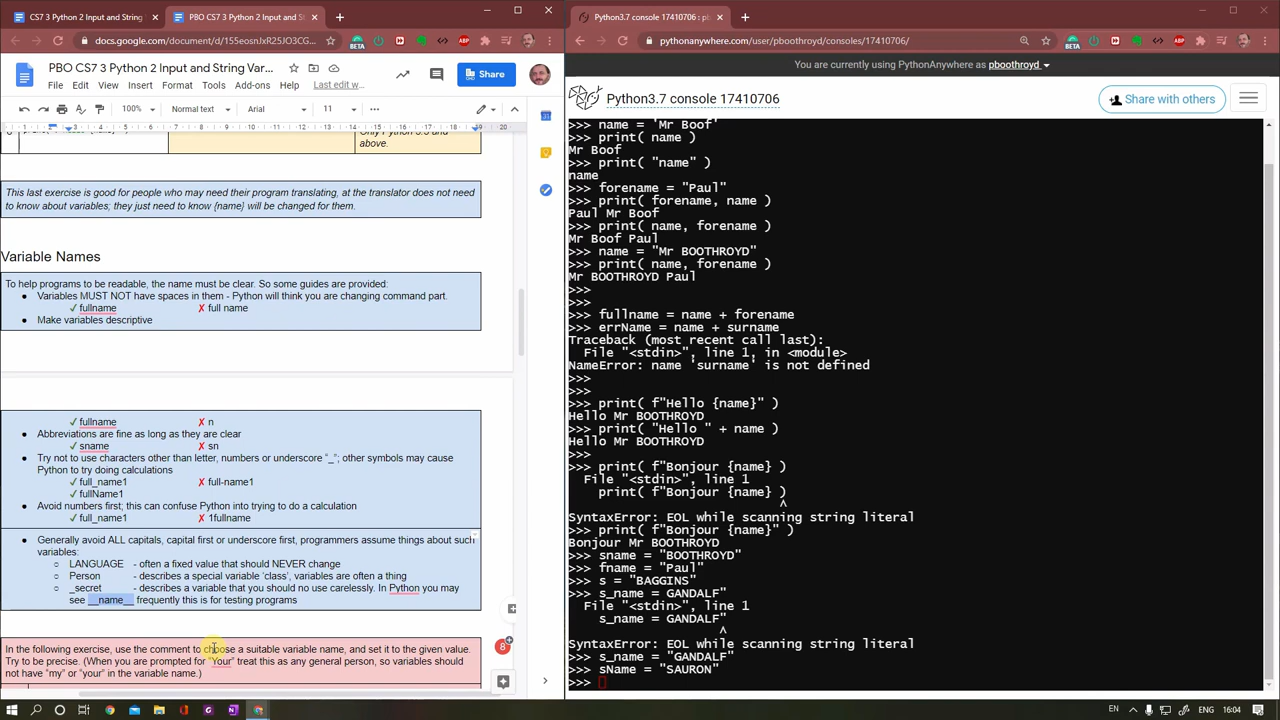 PBO CS7 3 Python 2 Input and String
PBO CS7 3 Python 2 Input and St
Python3.7 console 17410706 : pb
docs.google.com/document/d/155eosnJxR25JO3CG...
pythonanywhere.com/user/pboothroyd/consoles/17410706/
You are currently using PythonAnywhere as pboothroyd
PBO CS7 3 Python 2 Input and String Var...
File Edit View Insert Format Tools Add-ons Help Last edit w...
Share
100% Normal text Arial 11
Python3.7 console 17410706
Share with others
Only Python 3.5 and
above.
This last exercise is good for people who may need their program translating, at the translator does not need
to know about variables; they just need to know {name} will be changed for them.
Variable Names
To help programs to be readable, the name must be clear. So some guides are provided:
● Variables MUST NOT have spaces in them - Python will think you are changing command part.
✓ fullname ✗ full name
● Make variables descriptive
✓ fullname ✗ n
● Abbreviations are fine as long as they are clear
✓ sname ✗ sn
● Try not to use characters other than letter, numbers or underscore “_”; other symbols may cause
Python to try doing calculations
✓ full_name1 ✗ full-name1
✓ fullName1
● Avoid numbers first; this can confuse Python into trying to do a calculation
✓ full_name1 ✗ 1fullname
● Generally avoid ALL capitals, capital first or underscore first, programmers assume things about such
variables:
○ LANGUAGE - often a fixed value that should NEVER change
○ Person - describes a special variable ‘class’, variables are often a thing
○ _secret - describes a variable that you should no use carelessly. In Python you may
see __name__ frequently this is for testing programs
In the following exercise, use the comment to choose a suitable variable name, and set it to the given value.
Try to be precise. (When you are prompted for “Your” treat this as any general person, so variables should
not have “my” or “your” in the variable name.)
8
>>> name = "Mr Boof"
>>> print( name )
Mr Boof
>>> print( "name" )
name
>>> forename = "Paul"
>>> print( forename, name )
Paul Mr Boof
>>> print( name, forename )
Mr Boof Paul
>>> name = "Mr BOOTHROYD"
>>> print( name, forename )
Mr BOOTHROYD Paul
>>>
>>>
>>> fullname = name + forename
>>> errName = name + surname
Traceback (most recent call last):
File "<stdin>", line 1, in <module>
NameError: name 'surname' is not defined
>>>
>>>
>>> print( f"Hello {name}" )
Hello Mr BOOTHROYD
>>> print( "Hello " + name )
Hello Mr BOOTHROYD
>>>
>>> print( f"Bonjour {name} )
File "<stdin>", line 1
print( f"Bonjour {name} )
^
SyntaxError: EOL while scanning string literal
>>> print( f"Bonjour {name}" )
Bonjour Mr BOOTHROYD
>>> sname = "BOOTHROYD"
>>> fname = "Paul"
>>> s = "BAGGINS"
>>> s_name = GANDALF"
File "<stdin>", line 1
s_name = GANDALF"
^
SyntaxError: EOL while scanning string literal
>>> s_name = "GANDALF"
>>> sName = "SAURON"
>>>
EN ENG 16:04